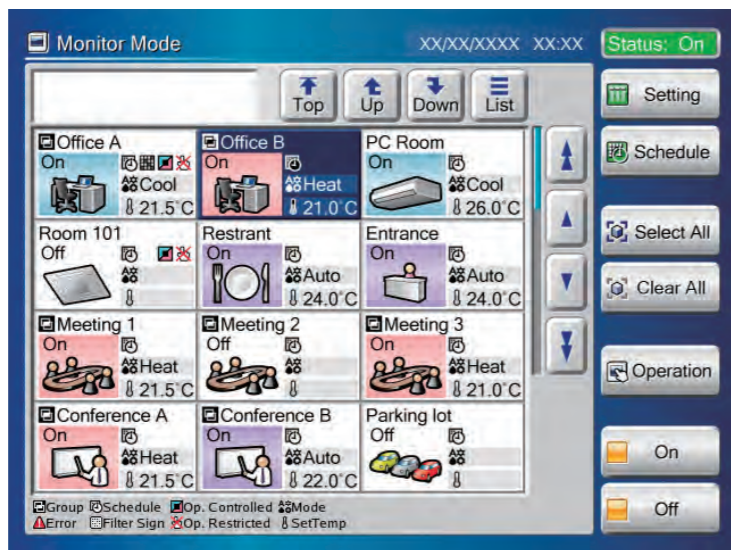 Monitor Mode XX/XX/XXXX XX:XX Status: On
Top Up Down List
Setting
Schedule
Select All
Clear All
Operation
On
Off
Office A
On
Cool
21.5°C
Office B
On
Heat
21.0°C
PC Room
On
Cool
26.0°C
Room 101
Off
Restrant
On
Auto
24.0°C
Entrance
On
Auto
24.0°C
Meeting 1
On
Heat
21.5°C
Meeting 2
Off
Meeting 3
On
Heat
21.0°C
Conference A
On
Heat
21.5°C
Conference B
On
Auto
22.0°C
Parking lot
Off
Group Schedule Op. Controlled Mode
Error Filter Sign Op. Restricted SetTemp